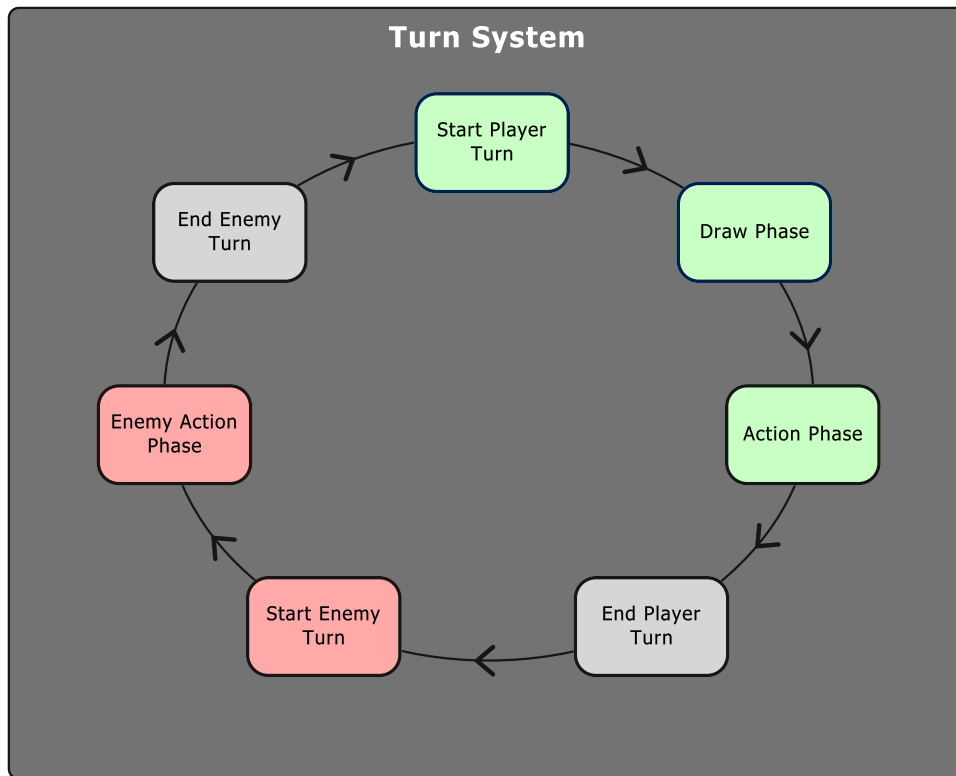 Turn System
Start Player
Turn
Draw Phase
Action Phase
End Player
Turn
Start Enemy
Turn
Enemy Action
Phase
End Enemy
Turn